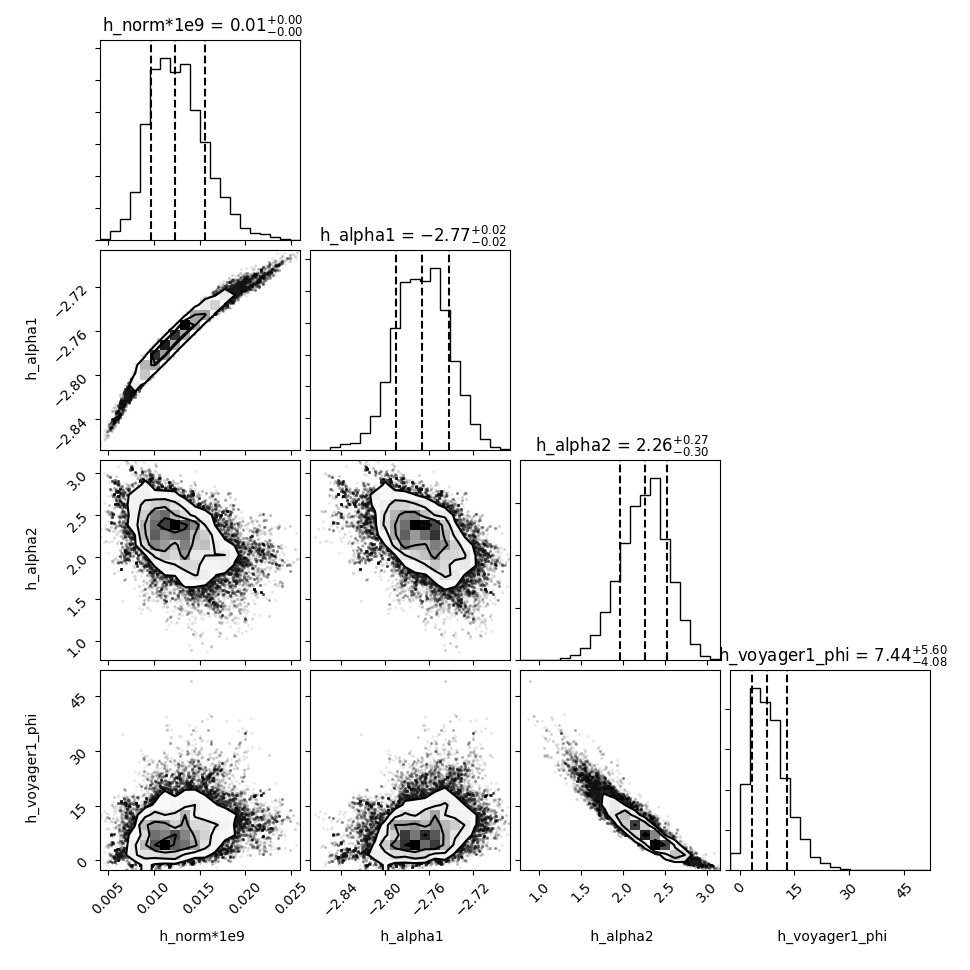 h_norm*1e9 = 0.01+0.00−0.00
h_alpha1 = −2.77+0.02−0.02
−2.72
−2.76
−2.80
−2.84
h_alpha1
h_alpha2 = 2.26+0.27−0.30
3.0
2.5
2.0
1.5
1.0
h_alpha2
h_voyager1_phi = 7.44+5.60−4.08
45
30
15
0
h_voyager1_phi
0.005 0.010 0.015 0.020 0.025
−2.84 −2.80 −2.76 −2.72
1.0 1.5 2.0 2.5 3.0
0 15 30 45
h_norm*1e9 h_alpha1 h_alpha2 h_voyager1_phi